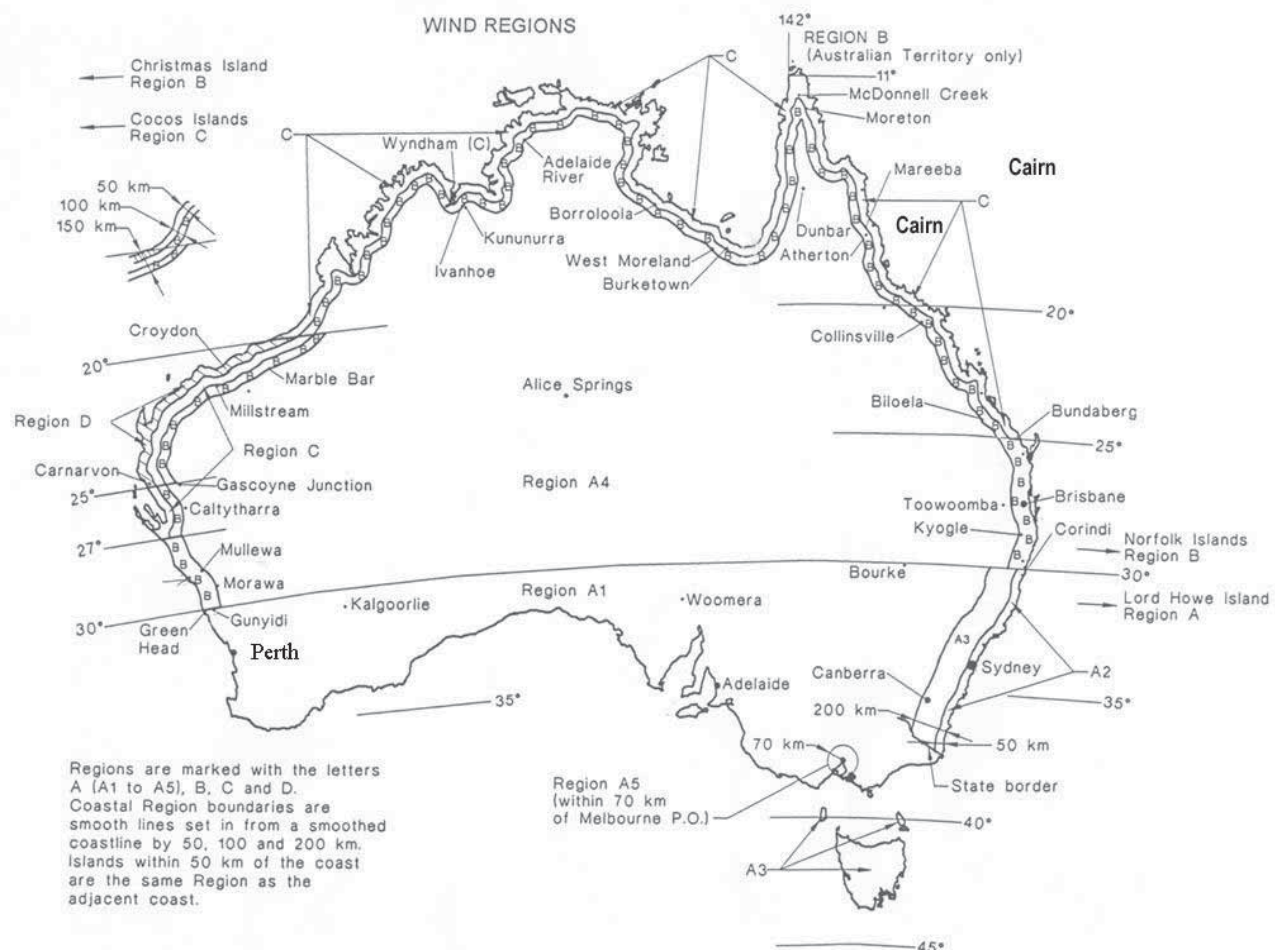 WIND REGIONS
142°
REGION B
(Australian Territory only)
11°
Christmas Island
Region B
Cocos Islands
Region C
C
C
McDonnell Creek
B
Moreton
Wyndham (C)
Adelaide
River
Mareeba
Cairn
C
50 km
100 km
150 km
Borroloola
Kununurra
Ivanhoe
West Moreland
Burketown
Dunbar
Atherton
Cairn
20°
Croydon
20°
Marble Bar
Millstream
Collinsville
Alice Springs
Biloela
Bundaberg
Region D
Region C
25°
Carnarvon
Gascoyne Junction
25°
Region A4
Toowoomba
Brisbane
Caltytharra
Kyogle
Corindi
27°
Mullewa
Norfolk Islands
Region B
Morawa
Bourke
30°
Region A1
Kalgoorlie
Woomera
Lord Howe Island
Region A
30°
Gunyidi
Green
Head
Perth
A3
Sydney
Canberra
A2
Adelaide
35°
35°
200 km
70 km
50 km
State border
Regions are marked with the letters
A (A1 to A5), B, C and D.
Coastal Region boundaries are
smooth lines set in from a smoothed
coastline by 50, 100 and 200 km.
Islands within 50 km of the coast
are the same Region as the
adjacent coast.
Region A5
(within 70 km
of Melbourne P.O.)
40°
A3
45°